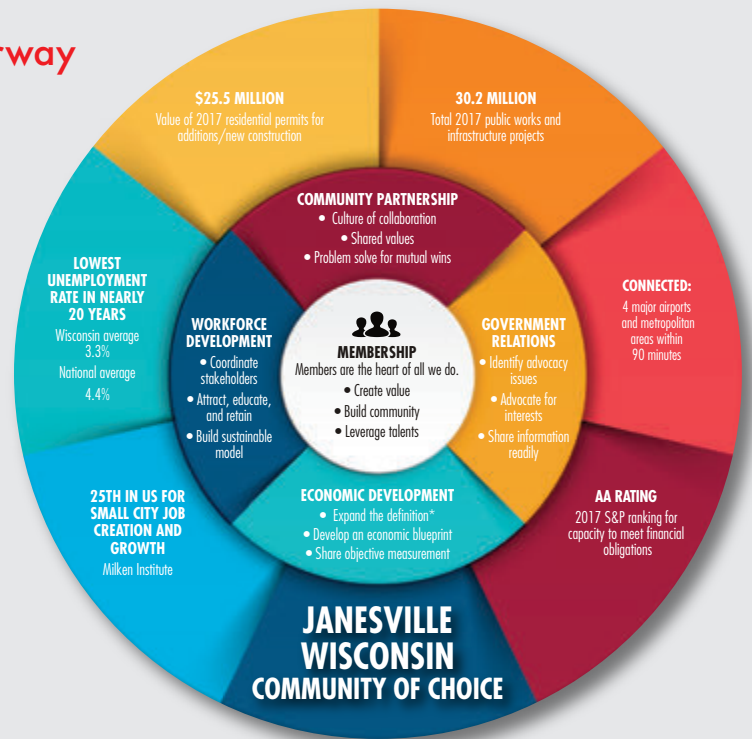 $25.5 MILLION
Value of 2017 residential permits for
additions/new construction
30.2 MILLION
Total 2017 public works and
infrastructure projects
CONNECTED:
4 major airports
and metropolitan
areas within
90 minutes
AA RATING
2017 S&P ranking for
capacity to meet financial
obligations
JANESVILLE
WISCONSIN
COMMUNITY OF CHOICE
25TH IN US FOR
SMALL CITY JOB
CREATION AND
GROWTH
Milken Institute
LOWEST
UNEMPLOYMENT
RATE IN NEARLY
20 YEARS
Wisconsin average
3.3%
National average
4.4%
COMMUNITY PARTNERSHIP
• Culture of collaboration
• Shared values
• Problem solve for mutual wins
GOVERNMENT
RELATIONS
• Identify advocacy
issues
• Advocate for
interests
• Share information
readily
ECONOMIC DEVELOPMENT
• Expand the definition*
• Develop an economic blueprint
• Share objective measurement
WORKFORCE
DEVELOPMENT
• Coordinate
stakeholders
• Attract, educate,
and retain
• Build sustainable
model
MEMBERSHIP
Members are the heart of all we do.
• Create value
• Build community
• Leverage talents